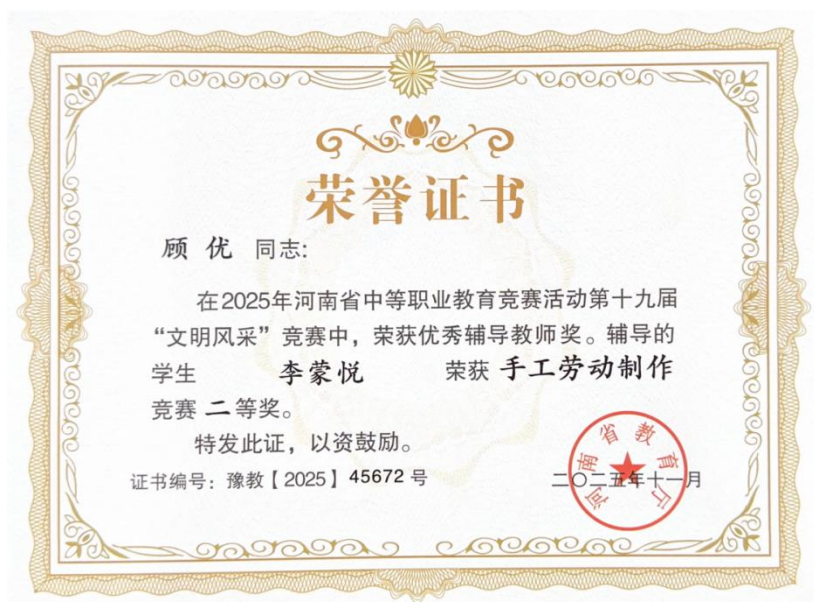 荣誉证书
顾优 同志:
在2025年河南省中等职业教育竞赛活动第十九届
“文明风采”竞赛中，荣获优秀辅导教师奖。辅导的
学生 李蒙悦 荣获 手工劳动制作
竞赛 二等奖。
特发此证，以资鼓励。
证书编号：豫教【2025】45672号 二〇二五年十一月
河南省教育厅